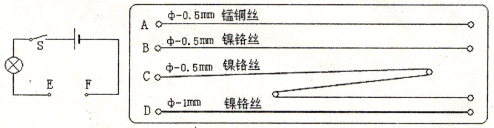 S
E F
A φ-0.5mm 锰铜丝
B φ-0.5mm 镍铬丝
C φ-0.5mm 镍铬丝
D φ-1mm 镍铬丝